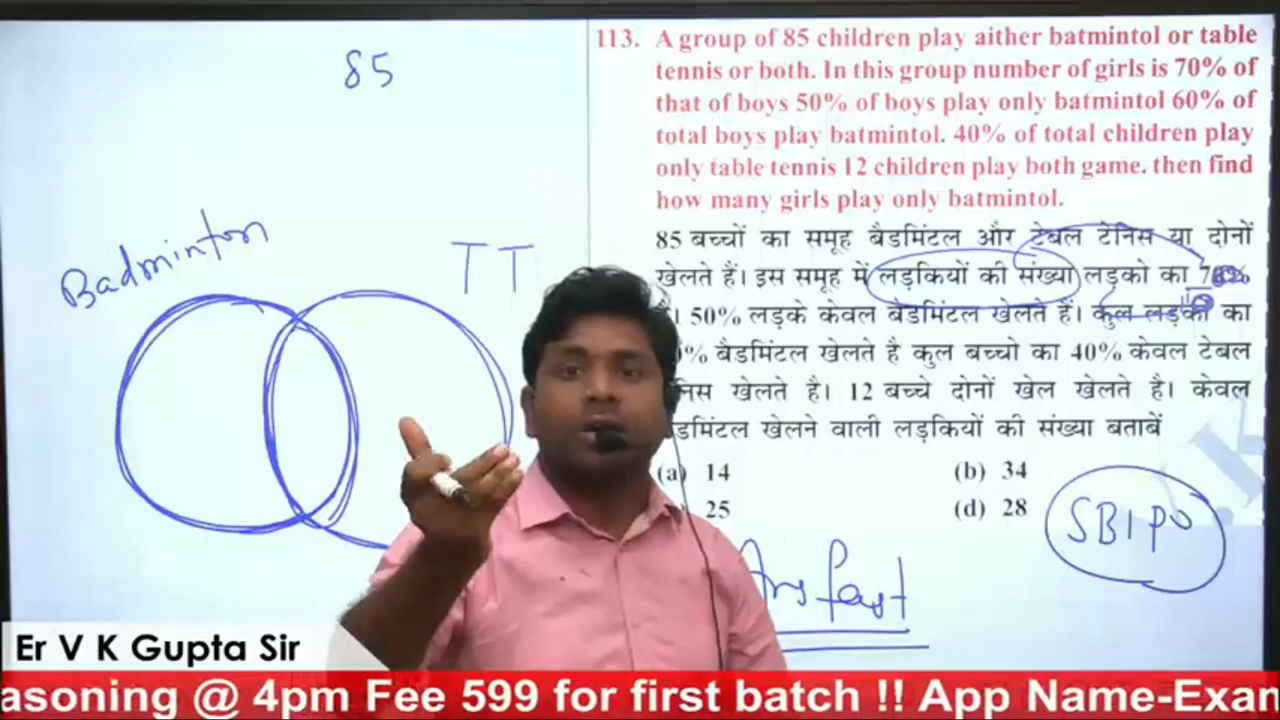 85
Badminton
TT
113. A group of 85 children play aither batmintol or table
tennis or both. In this group number of girls is 70% of
that of boys 50% of boys play only batmintol 60% of
total boys play batmintol. 40% of total children play
only table tennis 12 children play both game. then find
how many girls play only batmintol.
85 बच्चों का समूह बैडमिंटल और टेबल टेनिस या दोनों
खेलते हैं। इस समूह में लड़कियों की संख्या लड़को का
। 50% लड़के केवल बैडमिंटल खेलते हैं। कुल लड़कों का
% बैडमिंटल खेलते है कुल बच्चो का 40% केवल टेबल
निस खेलते है। 12 बच्चे दोनों खेल खेलते है। केवल
डमिंटल खेलने वाली लड़कियों की संख्या बताबें
(a) 14 (b) 34
25 (d) 28
SBI PO
Ans fast
Er V K Gupta Sir
asoning @ 4pm Fee 599 for first batch !! App Name-Exan